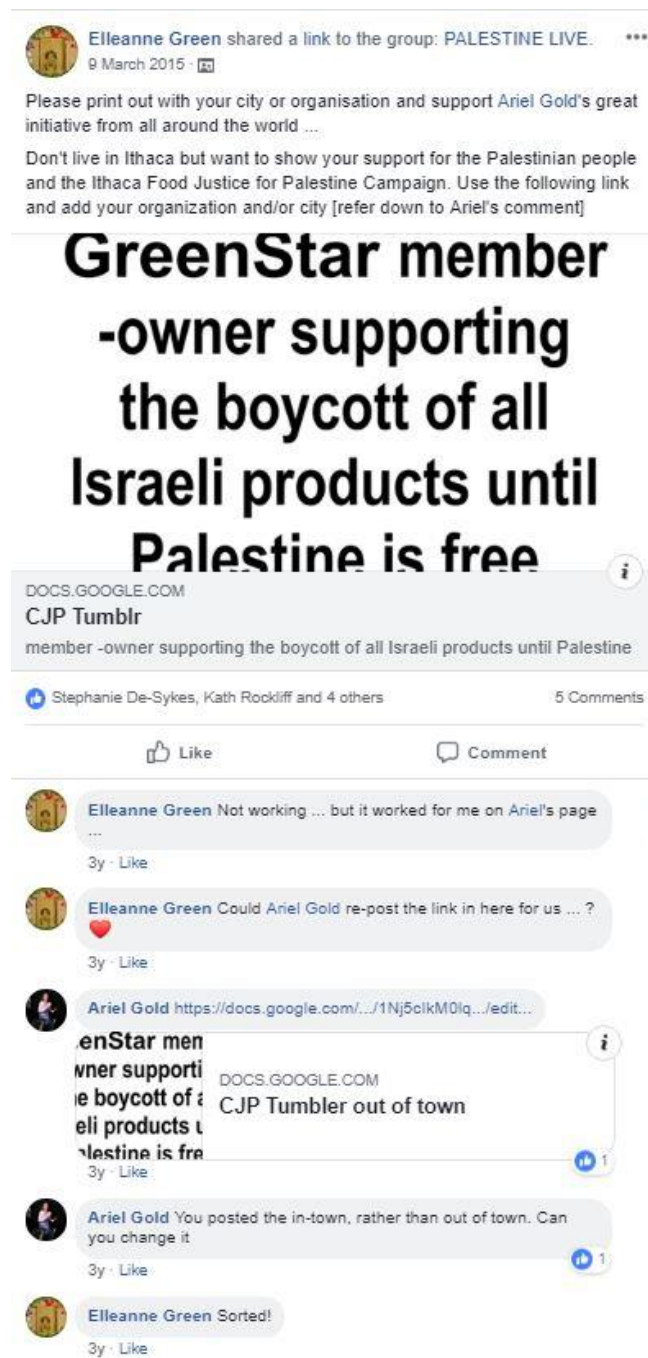 Elleanne Green shared a link to the group: PALESTINE LIVE.
9 March 2015 ·
Please print out with your city or organisation and support Ariel Gold's great
initiative from all around the world ...
Don't live in Ithaca but want to show your support for the Palestinian people
and the Ithaca Food Justice for Palestine Campaign. Use the following link
and add your organization and/or city [refer down to Ariel's comment]
GreenStar member
-owner supporting
the boycott of all
Israeli products until
Palestine is free
DOCS.GOOGLE.COM
CJP Tumblr
member -owner supporting the boycott of all Israeli products until Palestine
Stephanie De-Sykes, Kath Rockliff and 4 others 5 Comments
Like Comment
Elleanne Green Not working ... but it worked for me on Ariel's page
...
3y · Like
Elleanne Green Could Ariel Gold re-post the link in here for us ... ?
3y · Like
Ariel Gold https://docs.google.com/.../1Nj5clkM0lq.../edit...
enStar mem
wner supporti
e boycott of a
eli products u
lestine is fre
DOCS.GOOGLE.COM
CJP Tumbler out of town
1
3y · Like
Ariel Gold You posted the in-town, rather than out of town. Can
you change it
1
3y · Like
Elleanne Green Sorted!
3y · Like